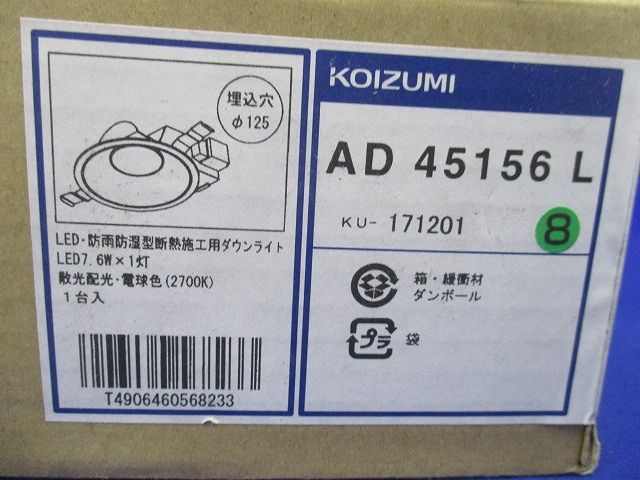 埋込穴
φ125
LED・防雨防湿型断熱施工用ダウンライト
LED7.6W×1灯
散光配光・電球色(2700K)
1台入
T4906460568233
KOIZUMI
AD 45156 L
KU- 171201
8
箱・緩衝材
ダンボール
プラ
袋